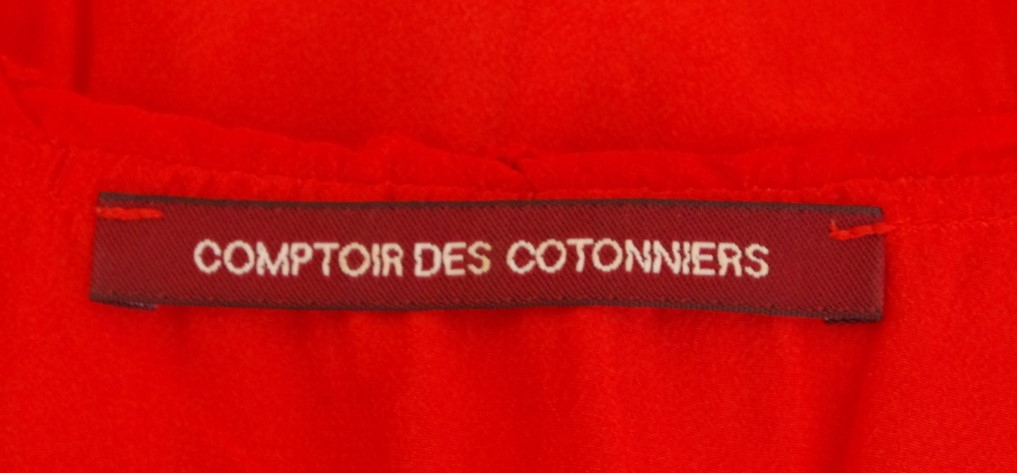 COMPTOIR DES COTONNIERS